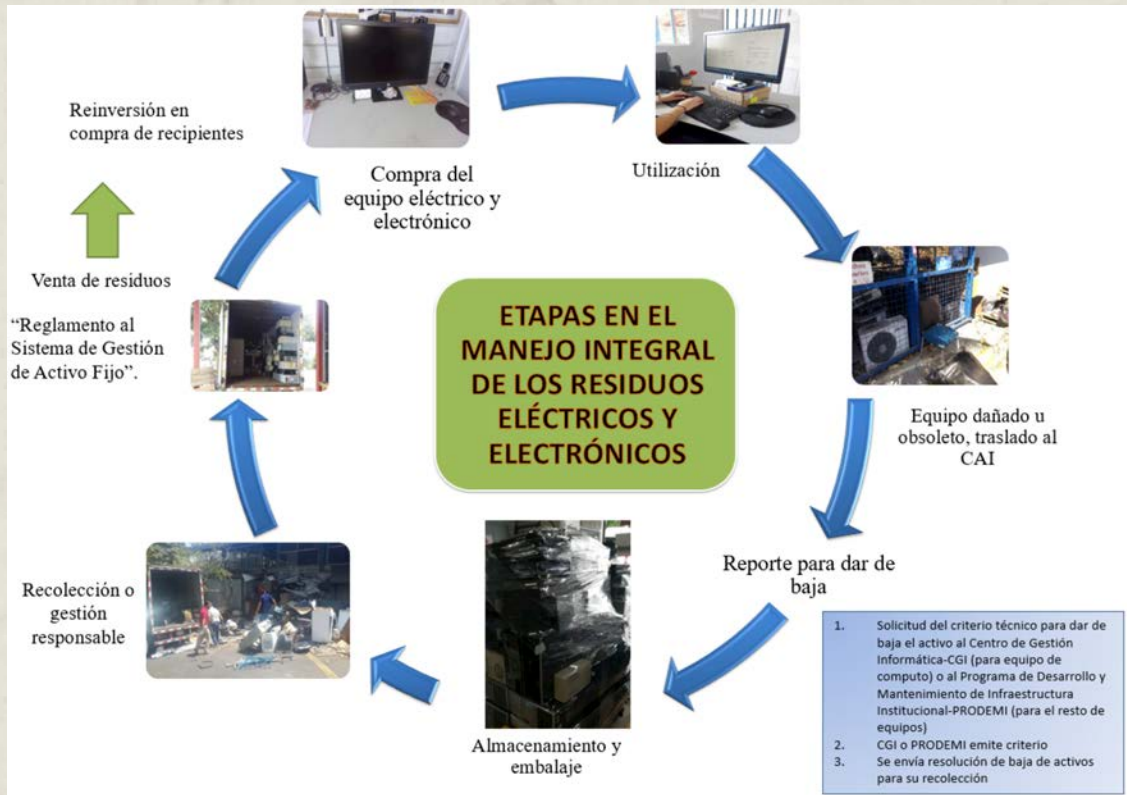 ETAPAS EN EL
MANEJO INTEGRAL
DE LOS RESIDUOS
ELÉCTRICOS Y
ELECTRÓNICOS
Compra del
equipo eléctrico y
electrónico
Utilización
Equipo dañado u
obsoleto, traslado al
CAI
Reporte para dar de
baja
1. Solicitud del criterio técnico para dar de
baja el activo al Centro de Gestión
Informática-CGI (para equipo de
computo) o al Programa de Desarrollo y
Mantenimiento de Infraestructura
Institucional-PRODEMI (para el resto de
equipos)
2. CGI o PRODEMI emite criterio
3. Se envía resolución de baja de activos
para su recolección
Almacenamiento y
embalaje
Recolección o
gestión
responsable
“Reglamento al
Sistema de Gestión
de Activo Fijo”.
Venta de residuos
Reinversión en
compra de recipientes